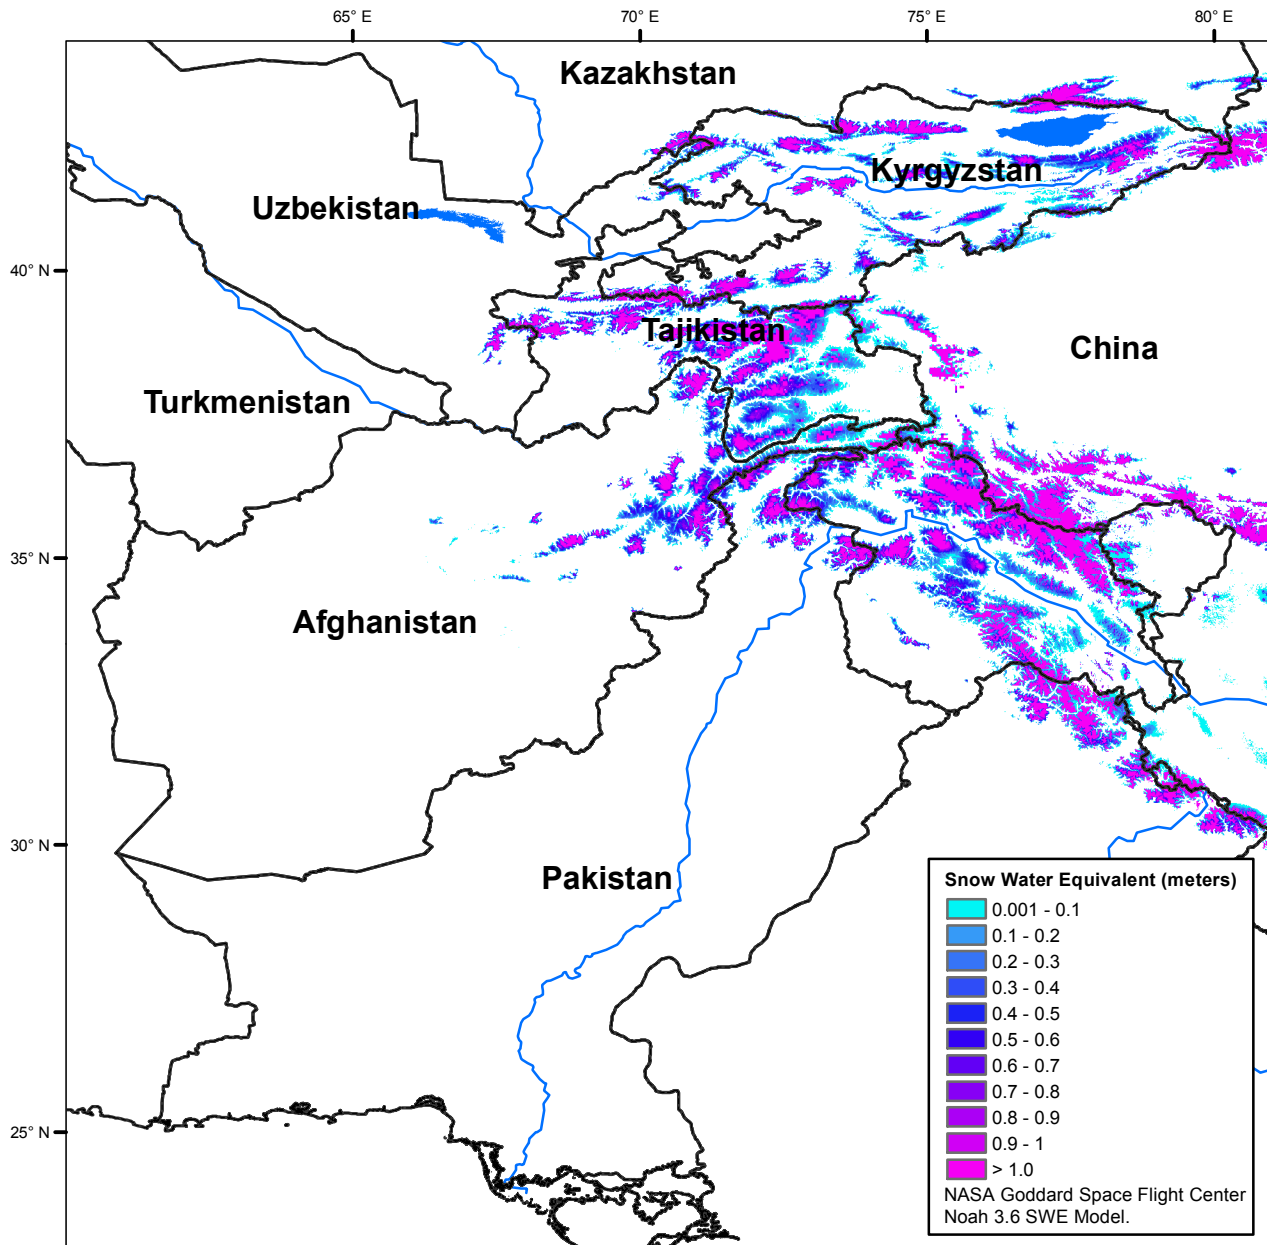 65° E
70° E
75° E
80° E
Kazakhstan
Kyrgyzstan
Uzbekistan
40° N
Tajikistan
China
Turkmenistan
35° N
Afghanistan
30° N
Pakistan
25° N
Snow Water Equivalent (meters)
0.001 - 0.1
0.1 - 0.2
0.2 - 0.3
0.3 - 0.4
0.4 - 0.5
0.5 - 0.6
0.6 - 0.7
0.7 - 0.8
0.8 - 0.9
0.9 - 1
> 1.0
NASA Goddard Space Flight Center
Noah 3.6 SWE Model.